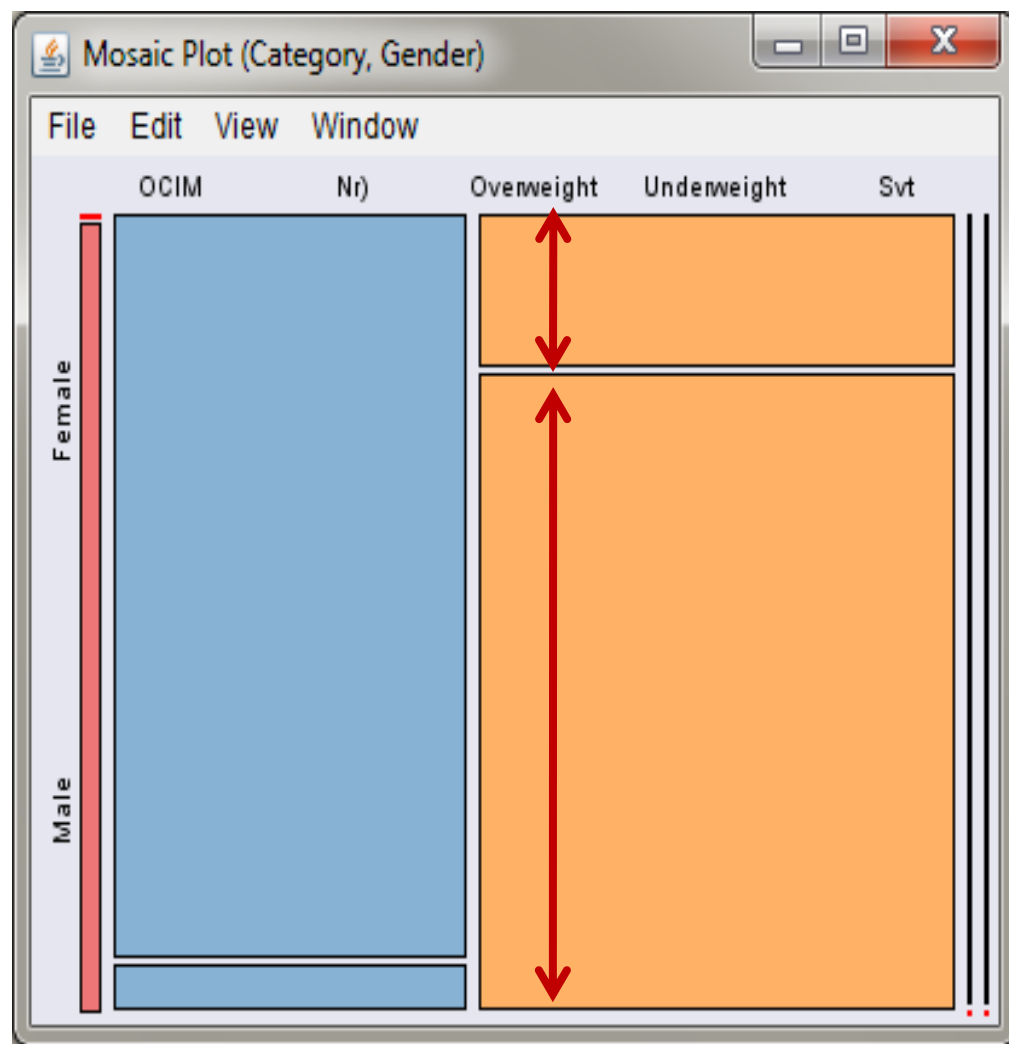 Mosaic Plot (Category, Gender)
File Edit View Window
OCIM Nr) Overweight Underweight Svt
Female
Male